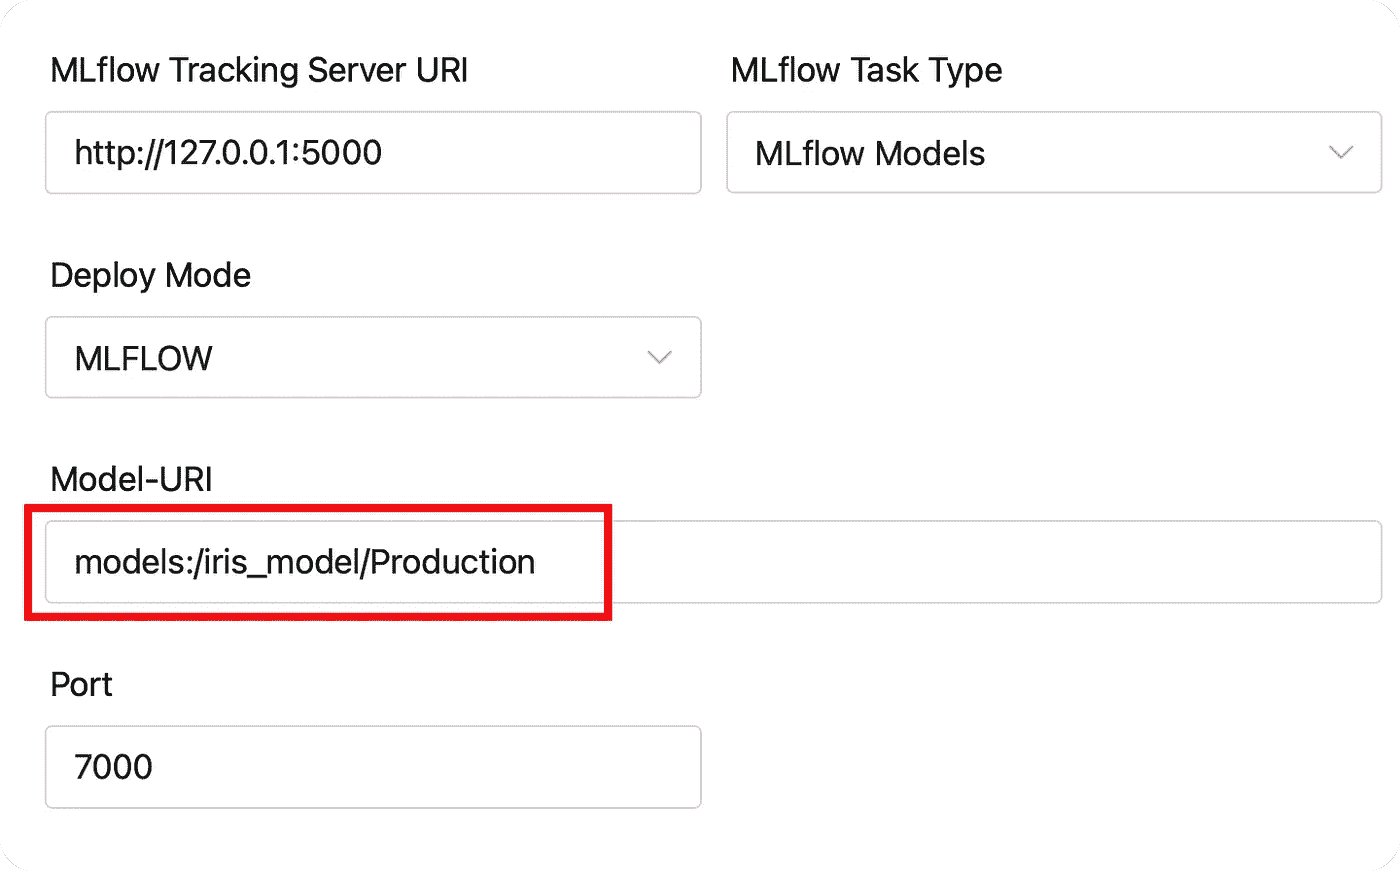 MLflow Tracking Server URI
MLflow Task Type
http://127.0.0.1:5000
MLflow Models
Deploy Mode
MLFLOW
Model-URI
models:/iris_model/Production
Port
7000